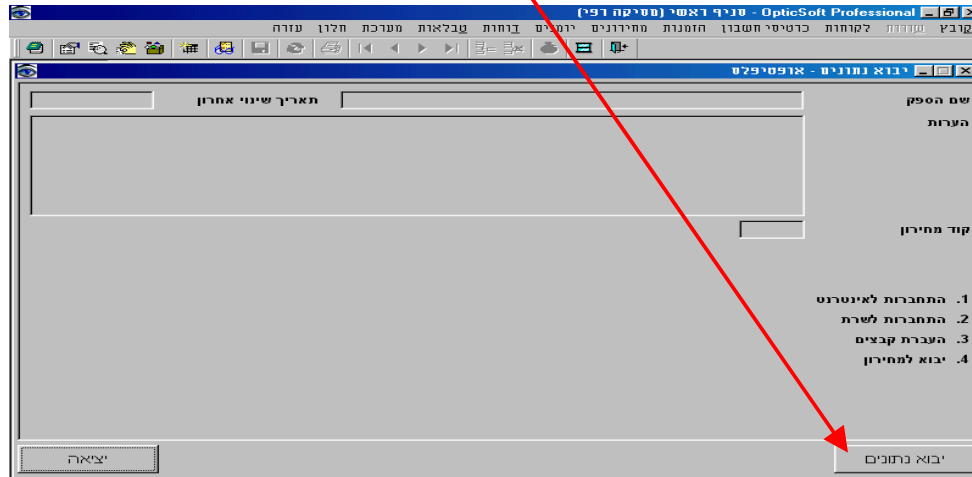 OpticSoft Professional - סניף ראשי (מסיקה רפי)
קובץ עריכה לקוחות כרטיסי חשבון הזמנות מחירונים יומנים דוחות טבלאות מערכת חלון עזרה
יבוא נתונים - אופטיפלס
שם הספק תאריך שינוי אחרון
הערות
קוד מחירון
1. התחברות לאינטרנט
2. התחברות לשרת
3. העברת קבצים
4. יבוא למחירון
יבוא נתונים יציאה